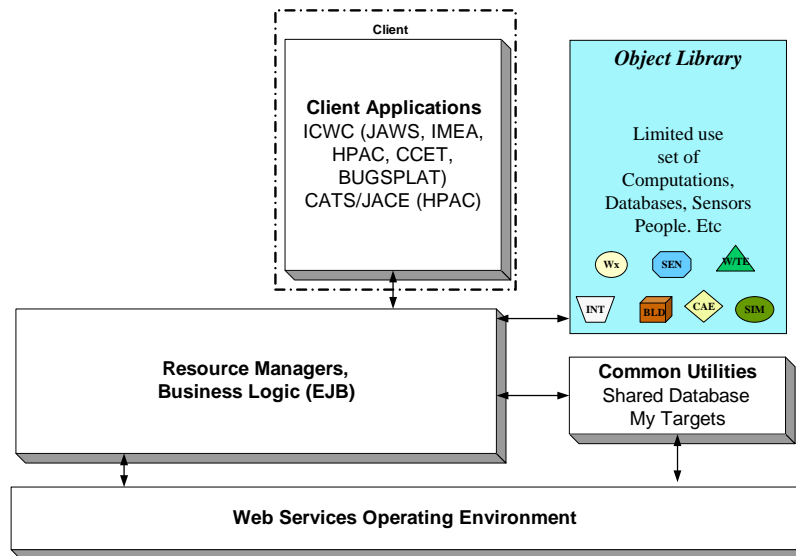 Client
Client Applications
ICWC (JAWS, IMEA,
HPAC, CCET,
BUGSPLAT)
CATS/JACE (HPAC)
Object Library
Limited use
set of
Computations,
Databases, Sensors
People. Etc
Wx
SEN
W/TE
INT
BLD
CAE
SIM
Resource Managers,
Business Logic (EJB)
Common Utilities
Shared Database
My Targets
Web Services Operating Environment